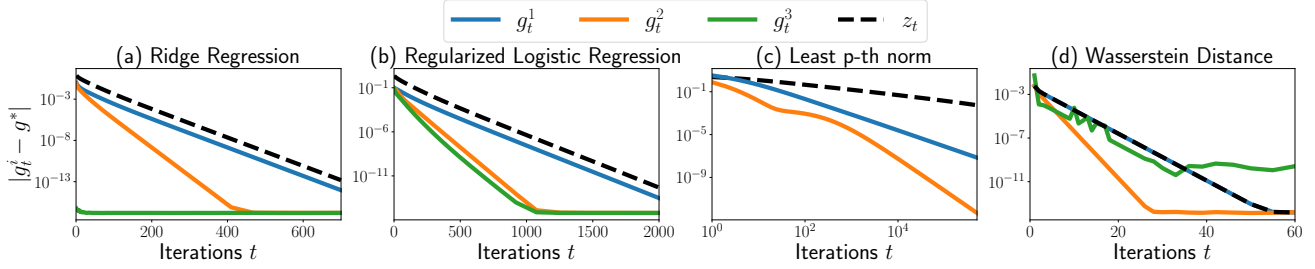 g_t^1 g_t^2 g_t^3 z_t
(a) Ridge Regression
(b) Regularized Logistic Regression
(c) Least p-th norm
(d) Wasserstein Distance
|g_t^i − g*|
10^{−3}
10^{−8}
10^{−13}
0 200 400 600
Iterations t
10^{−1}
10^{−6}
10^{−11}
0 500 1000 1500 2000
Iterations t
10^{−1}
10^{−5}
10^{−9}
10^0 10^2 10^4
Iterations t
10^{−3}
10^{−7}
10^{−11}
0 20 40 60
Iterations t